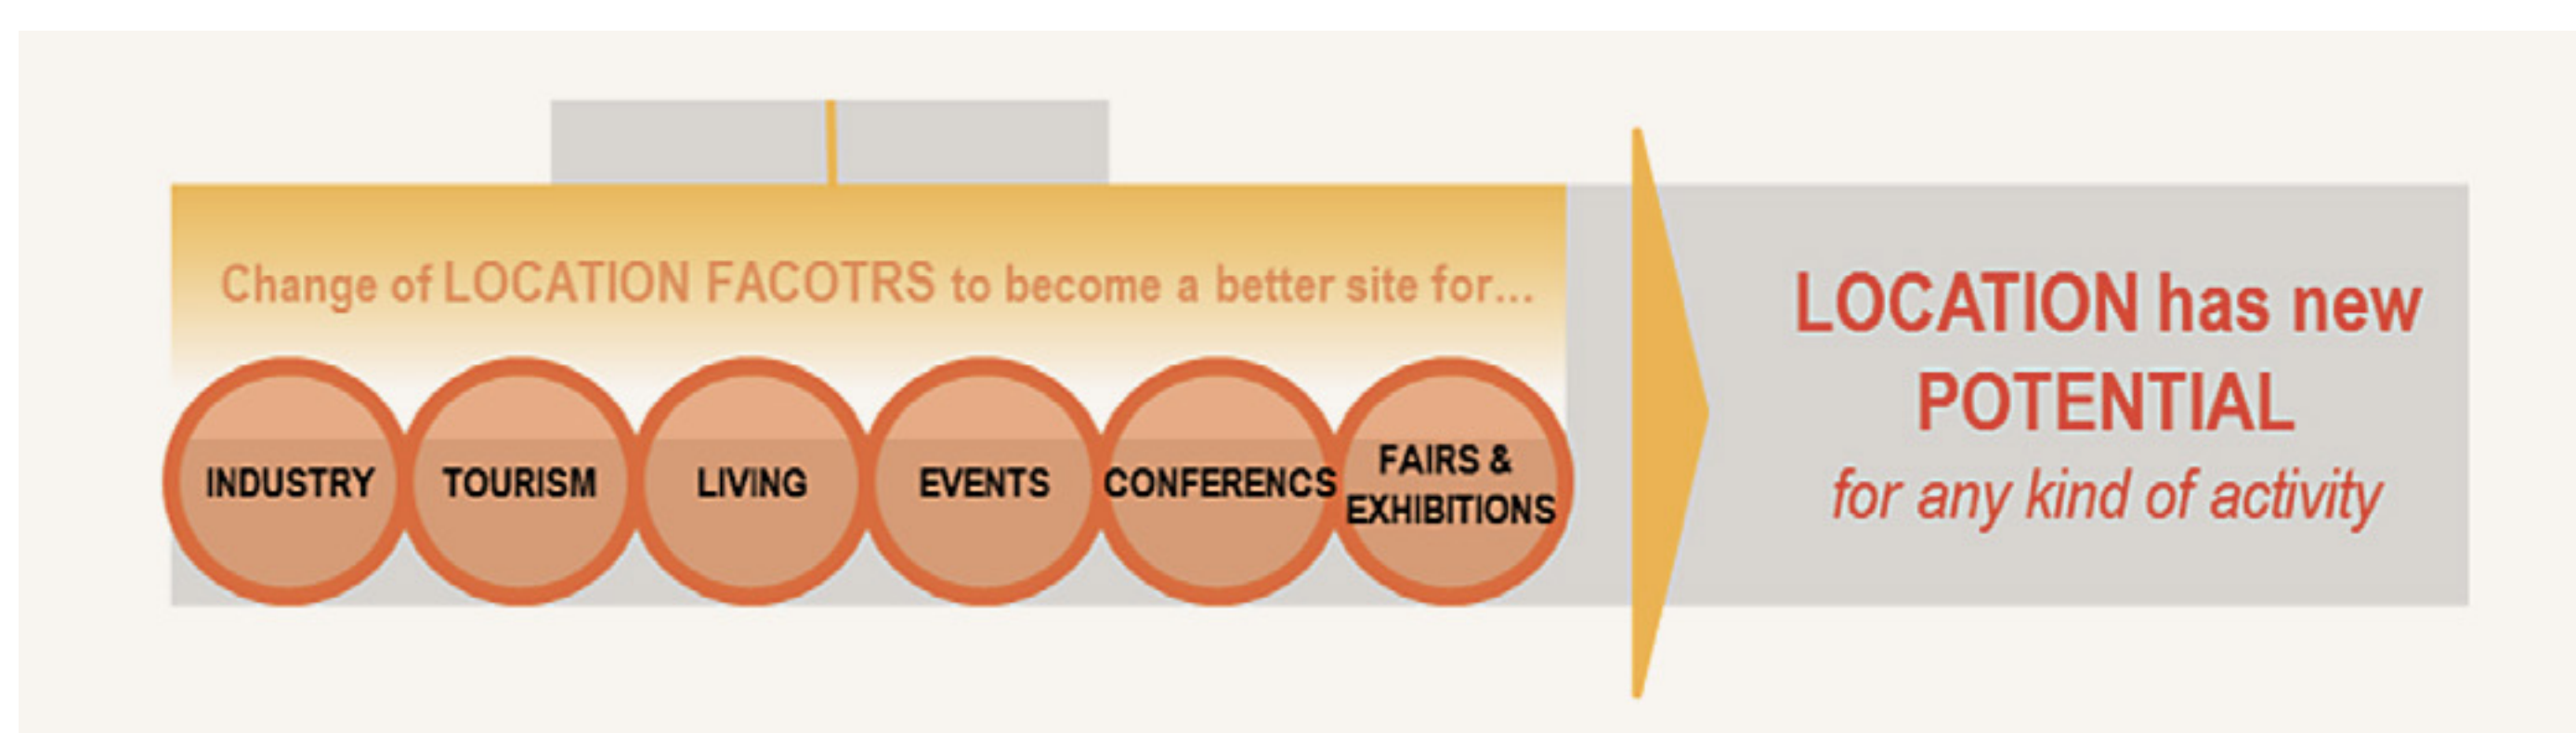 Change of LOCATION FACOTRS to become a better site for...
INDUSTRY
TOURISM
LIVING
EVENTS
CONFERENCS
FAIRS &
EXHIBITIONS
LOCATION has new
POTENTIAL
for any kind of activity